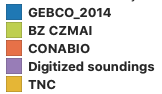 GEBCO_2014
BZ CZMAI
CONABIO
Digitized soundings
TNC